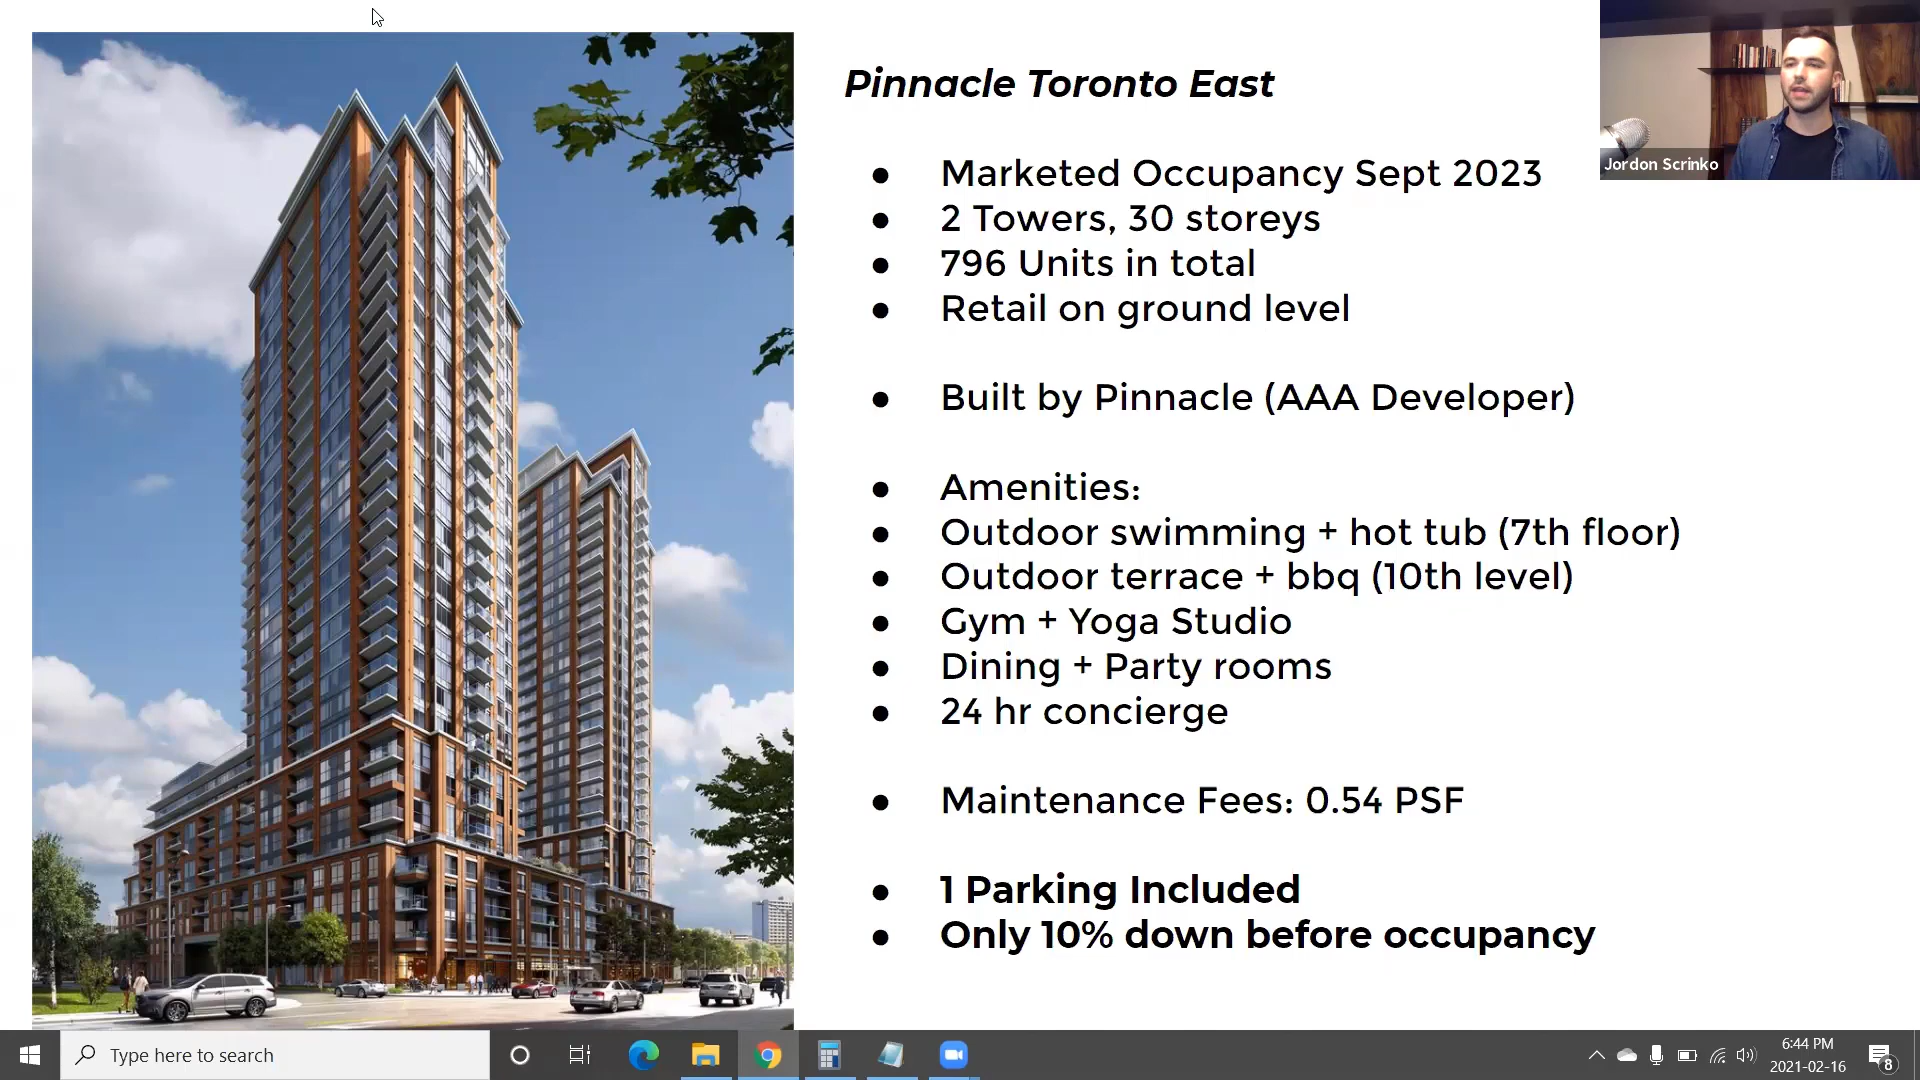 Pinnacle Toronto East
Jordon Scrinko
● Marketed Occupancy Sept 2023
● 2 Towers, 30 storeys
● 796 Units in total
● Retail on ground level
● Built by Pinnacle (AAA Developer)
● Amenities:
● Outdoor swimming + hot tub (7th floor)
● Outdoor terrace + bbq (10th level)
● Gym + Yoga Studio
● Dining + Party rooms
● 24 hr concierge
● Maintenance Fees: 0.54 PSF
● 1 Parking Included
● Only 10% down before occupancy
Type here to search
6:44 PM
2021-02-16
8